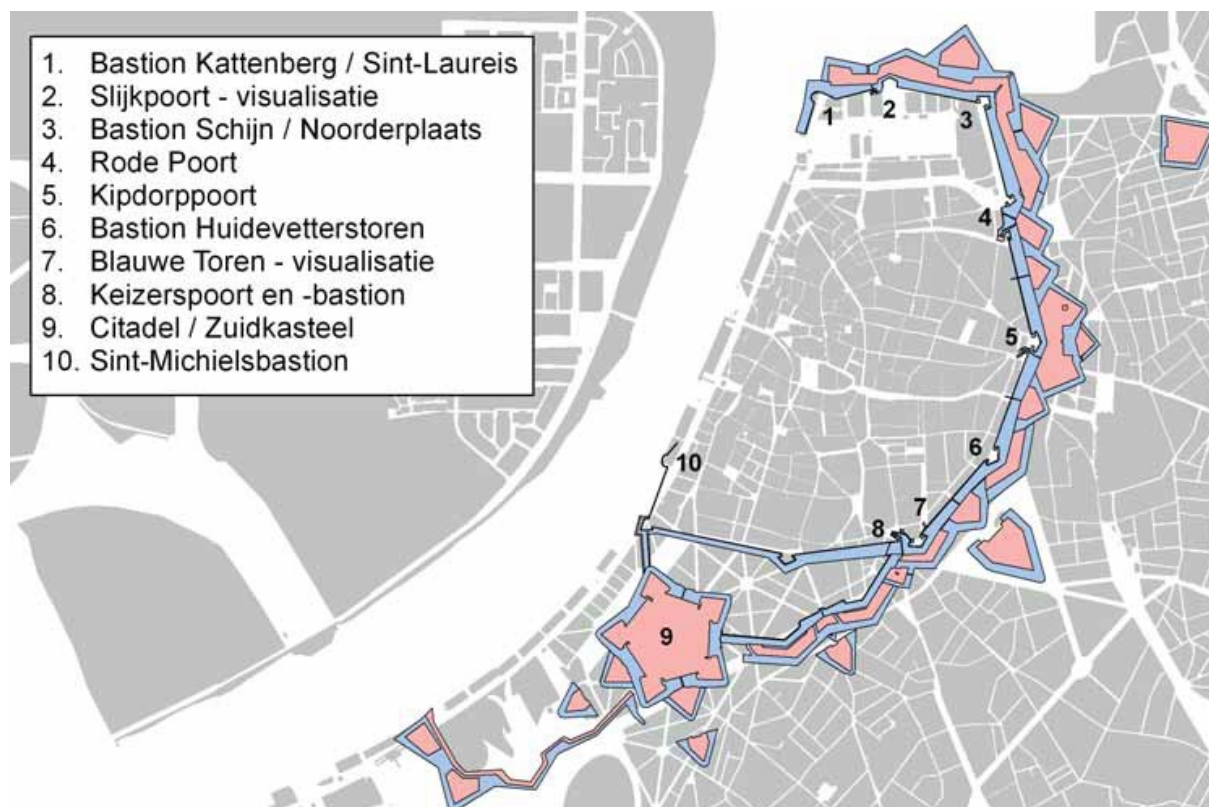 1. Bastion Kattenberg / Sint-Laureis
2. Slijkpoort - visualisatie
3. Bastion Schijn / Noorderplaats
4. Rode Poort
5. Kipdorppoort
6. Bastion Huidevetterstoren
7. Blauwe Toren - visualisatie
8. Keizerspoort en -bastion
9. Citadel / Zuidkasteel
10. Sint-Michielsbastion
1
2
3
4
5
6
10
7
8
9